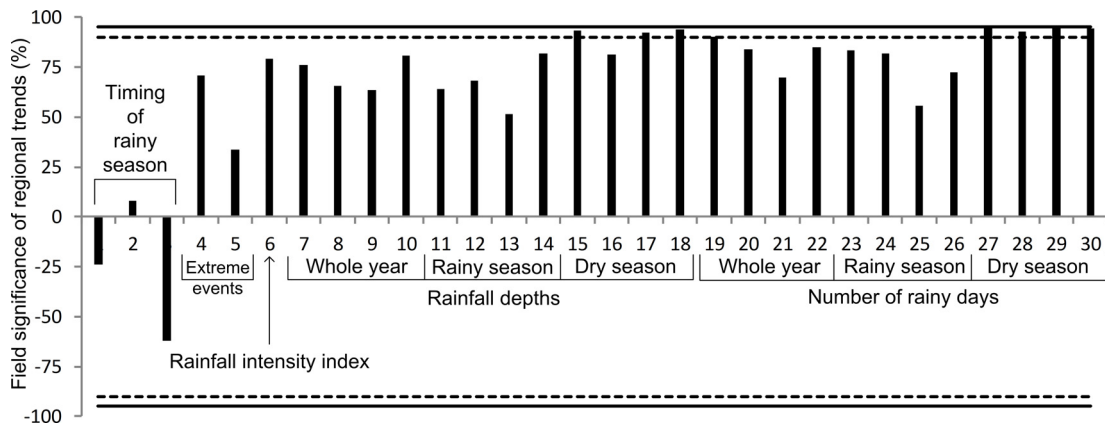 Field significance of regional trends (%)
100
75
50
25
0
-25
-50
-75
-100
Timing
of
rainy
season
2 4 5 6 7 8 9 10 11 12 13 14 15 16 17 18 19 20 21 22 23 24 25 26 27 28 29 30
Extreme
events
Whole year Rainy season Dry season Whole year Rainy season Dry season
Rainfall depths Number of rainy days
Rainfall intensity index